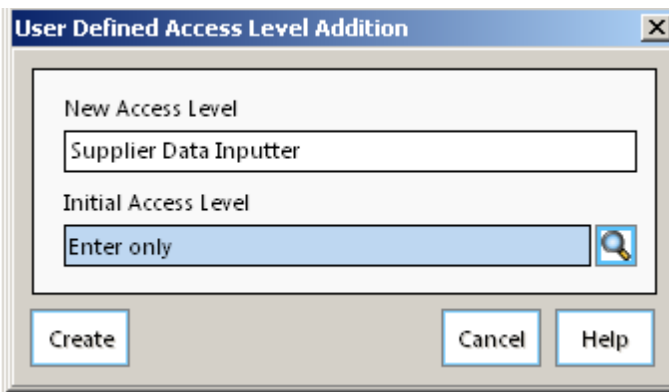 User Defined Access Level Addition
New Access Level
Supplier Data Inputter
Initial Access Level
Enter only
Create
Cancel
Help